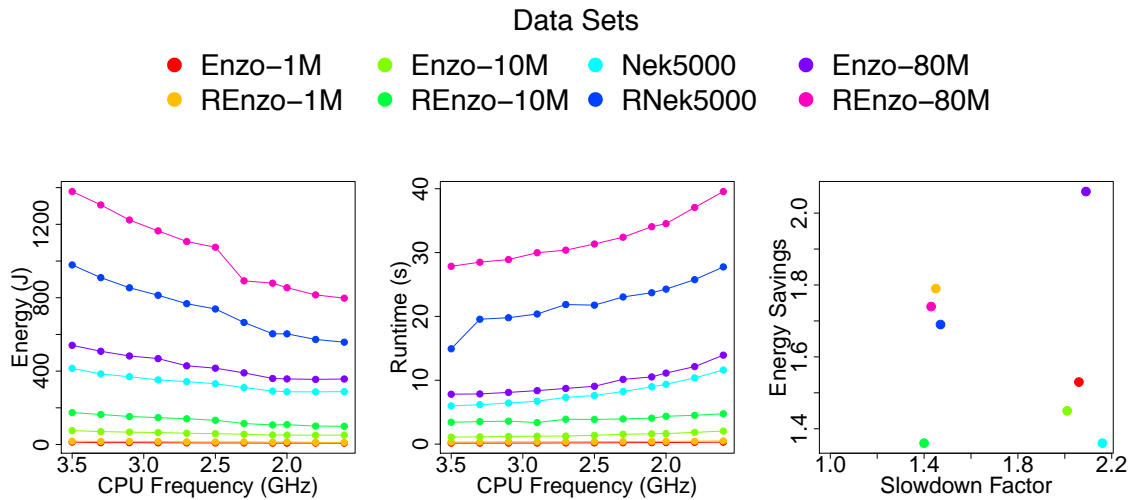 Data Sets
Enzo−1M Enzo−10M Nek5000 Enzo−80M
REnzo−1M REnzo−10M RNek5000 REnzo−80M
Energy (J)
0 400 800 1200
3.5 3.0 2.5 2.0
CPU Frequency (GHz)
Runtime (s)
0 10 20 30 40
3.5 3.0 2.5 2.0
CPU Frequency (GHz)
Energy Savings
1.4 1.6 1.8 2.0
1.0 1.4 1.8 2.2
Slowdown Factor